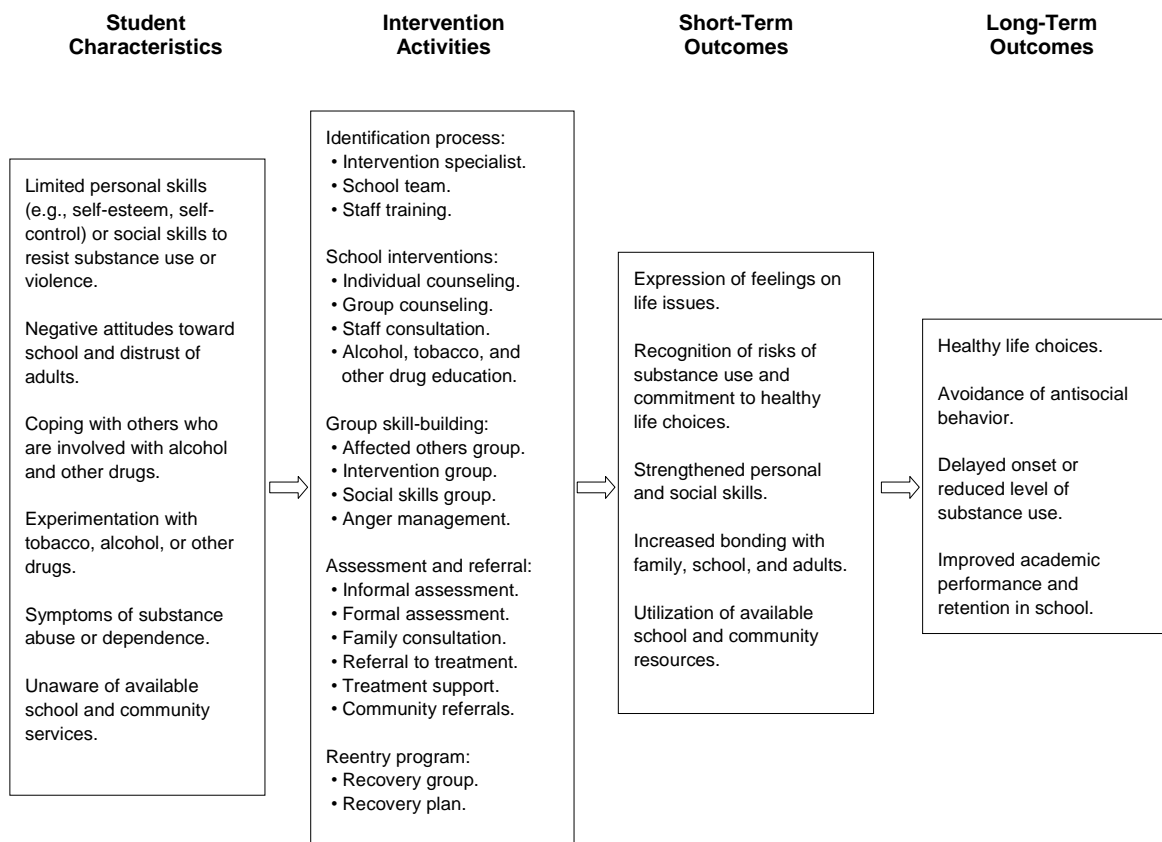 Student
Characteristics
Intervention
Activities
Short-Term
Outcomes
Long-Term
Outcomes
Limited personal skills
(e.g., self-esteem, self-
control) or social skills to
resist substance use or
violence.
Negative attitudes toward
school and distrust of
adults.
Coping with others who
are involved with alcohol
and other drugs.
Experimentation with
tobacco, alcohol, or other
drugs.
Symptoms of substance
abuse or dependence.
Unaware of available
school and community
services.
Identification process:
• Intervention specialist.
• School team.
• Staff training.
School interventions:
• Individual counseling.
• Group counseling.
• Staff consultation.
• Alcohol, tobacco, and
other drug education.
Group skill-building:
• Affected others group.
• Intervention group.
• Social skills group.
• Anger management.
Assessment and referral:
• Informal assessment.
• Formal assessment.
• Family consultation.
• Referral to treatment.
• Treatment support.
• Community referrals.
Reentry program:
• Recovery group.
• Recovery plan.
Expression of feelings on
life issues.
Recognition of risks of
substance use and
commitment to healthy
life choices.
Strengthened personal
and social skills.
Increased bonding with
family, school, and adults.
Utilization of available
school and community
resources.
Healthy life choices.
Avoidance of antisocial
behavior.
Delayed onset or
reduced level of
substance use.
Improved academic
performance and
retention in school.